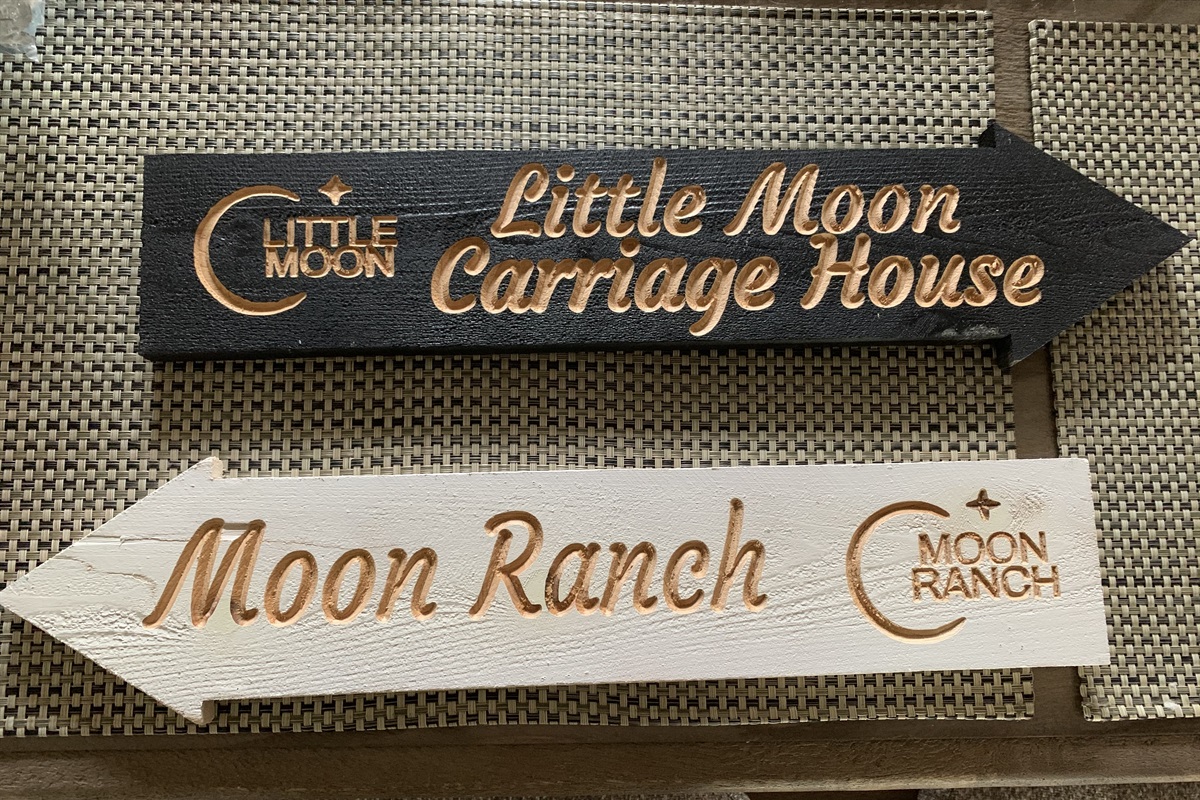 LITTLE
MOON
Little Moon
Carriage House
Moon Ranch
MOON
RANCH